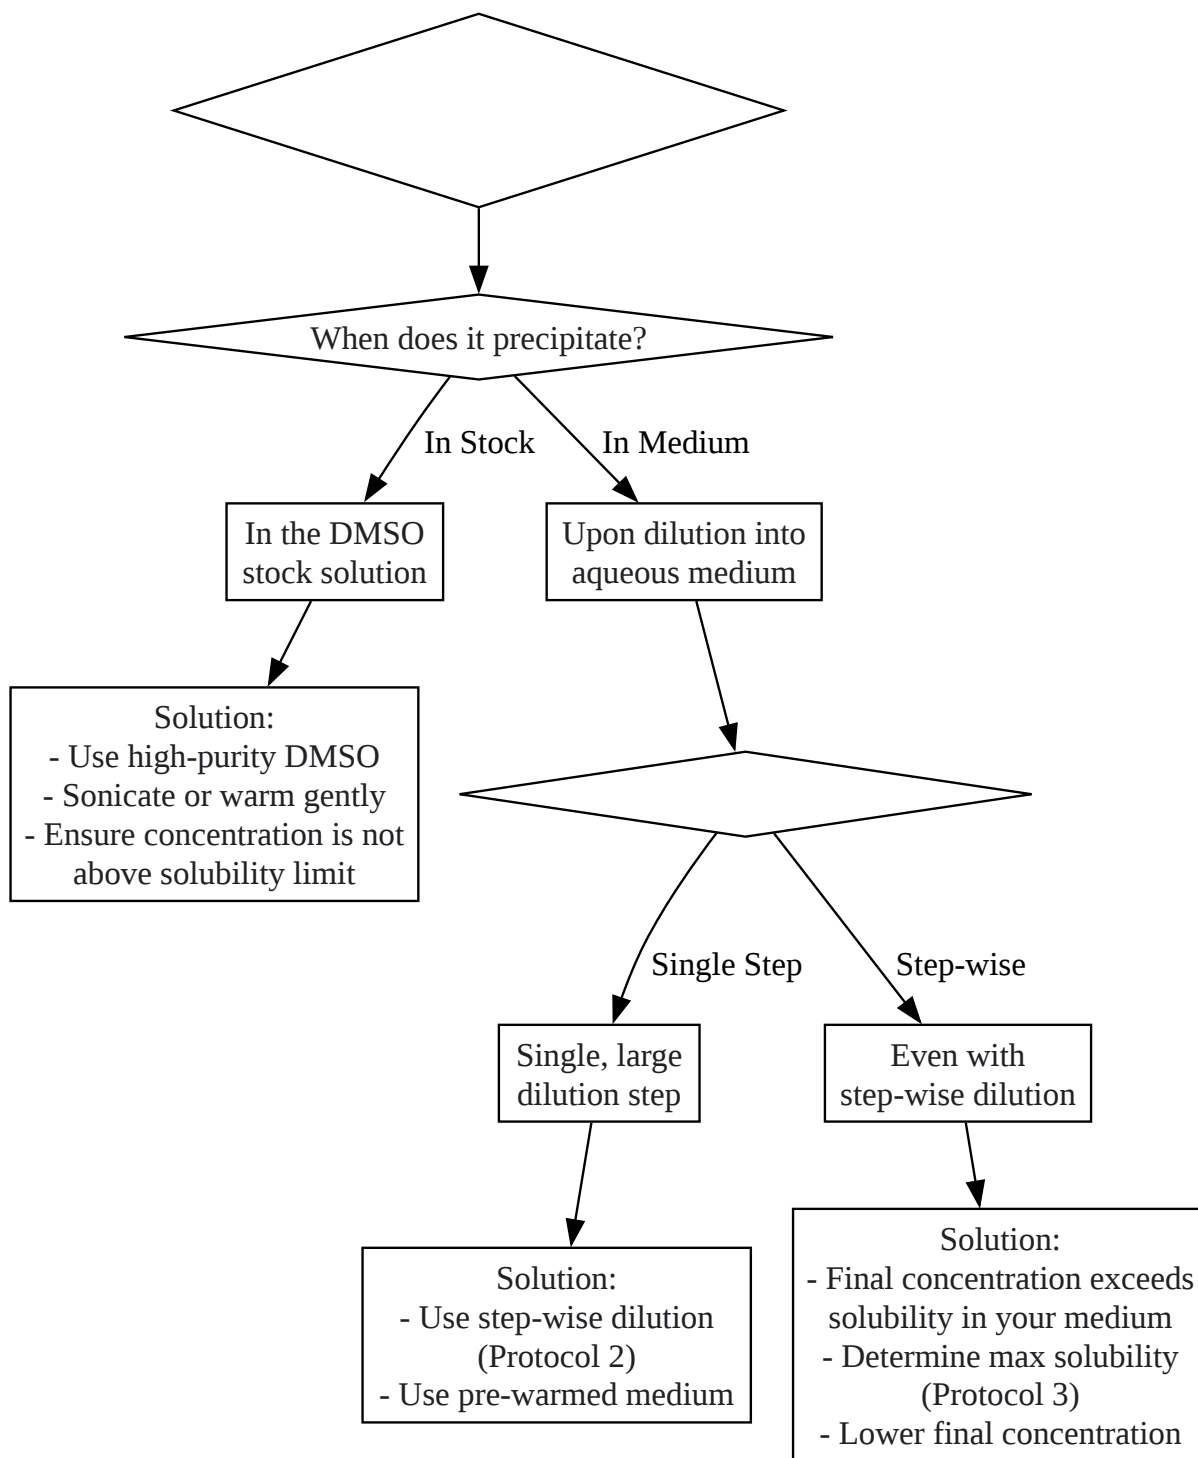 When does it precipitate?
In Stock
In Medium
In the DMSO
stock solution
Upon dilution into
aqueous medium
Solution:
- Use high-purity DMSO
- Sonicate or warm gently
- Ensure concentration is not
above solubility limit
Single Step
Step-wise
Single, large
dilution step
Even with
step-wise dilution
Solution:
- Use step-wise dilution
(Protocol 2)
- Use pre-warmed medium
Solution:
- Final concentration exceeds
solubility in your medium
- Determine max solubility
(Protocol 3)
- Lower final concentration